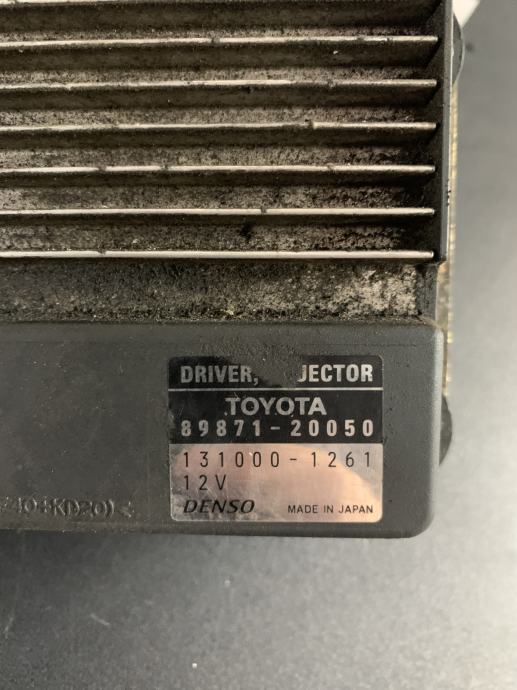 DRIVER, JECTOR
TOYOTA
89871-20050
131000-1261
12V
DENSO MADE IN JAPAN